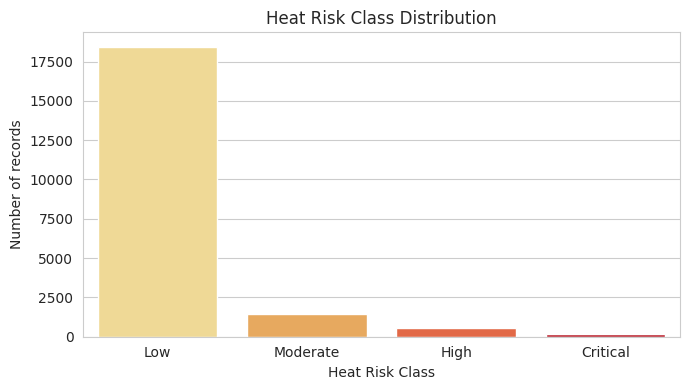 Heat Risk Class Distribution
Number of records
17500
15000
12500
10000
7500
5000
2500
0
Low Moderate High Critical
Heat Risk Class